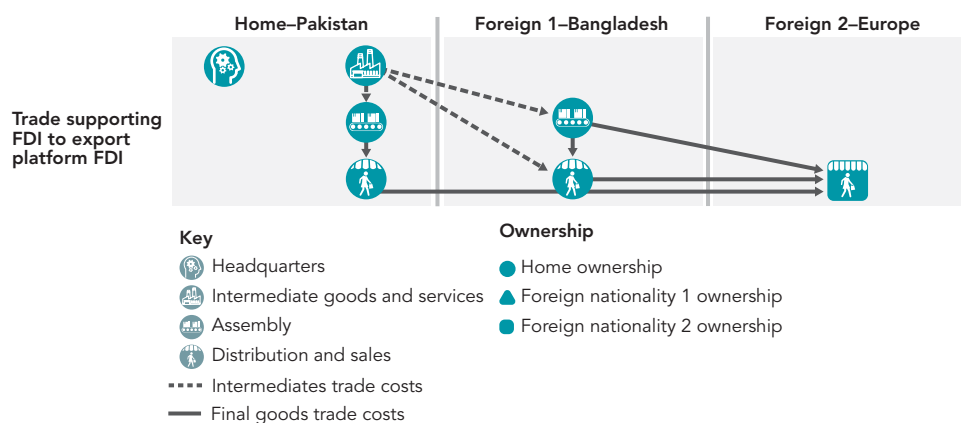 Home–Pakistan
Foreign 1–Bangladesh
Foreign 2–Europe
Trade supporting
FDI to export
platform FDI
Key
Headquarters
Intermediate goods and services
Assembly
Distribution and sales
Intermediates trade costs
Final goods trade costs
Ownership
Home ownership
Foreign nationality 1 ownership
Foreign nationality 2 ownership